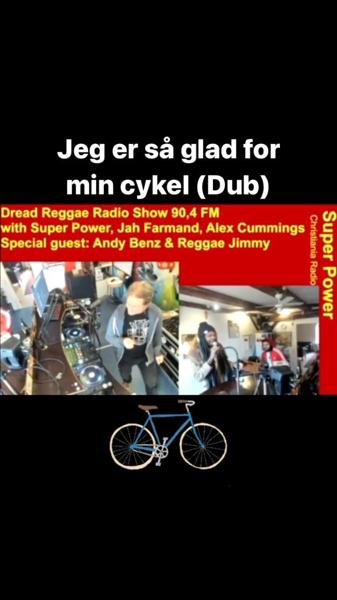 Jeg er så glad for
min cykel (Dub)
Dread Reggae Radio Show 90,4 FM
with Super Power, Jah Farmand, Alex Cummings
Special guest: Andy Benz & Reggae Jimmy
Super Power
Christiania Radio